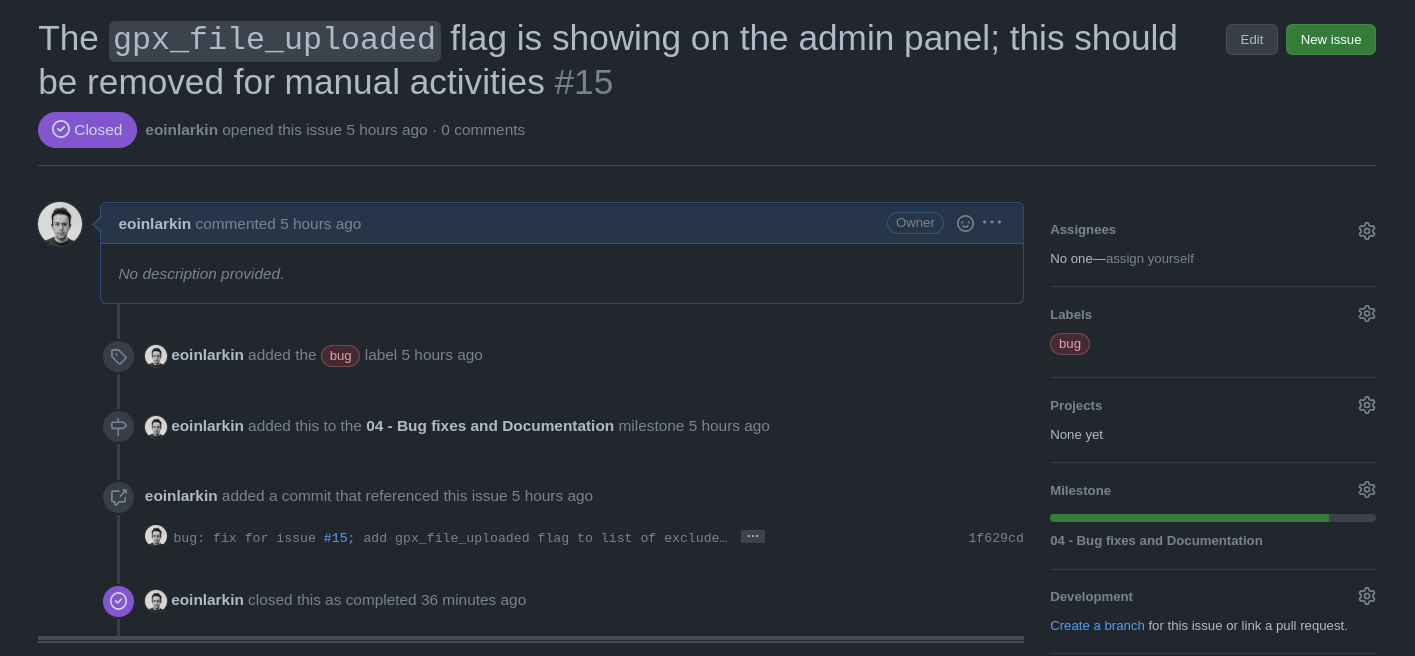 The gpx_file_uploaded flag is showing on the admin panel; this should
be removed for manual activities #15
Edit
New issue
Closed
eoinlarkin opened this issue 5 hours ago · 0 comments
eoinlarkin commented 5 hours ago
Owner
No description provided.
eoinlarkin added the bug label 5 hours ago
eoinlarkin added this to the 04 - Bug fixes and Documentation milestone 5 hours ago
eoinlarkin added a commit that referenced this issue 5 hours ago
bug: fix for issue #15; add gpx_file_uploaded flag to list of exclude…
1f629cd
eoinlarkin closed this as completed 36 minutes ago
Assignees
No one—assign yourself
Labels
bug
Projects
None yet
Milestone
04 - Bug fixes and Documentation
Development
Create a branch for this issue or link a pull request.